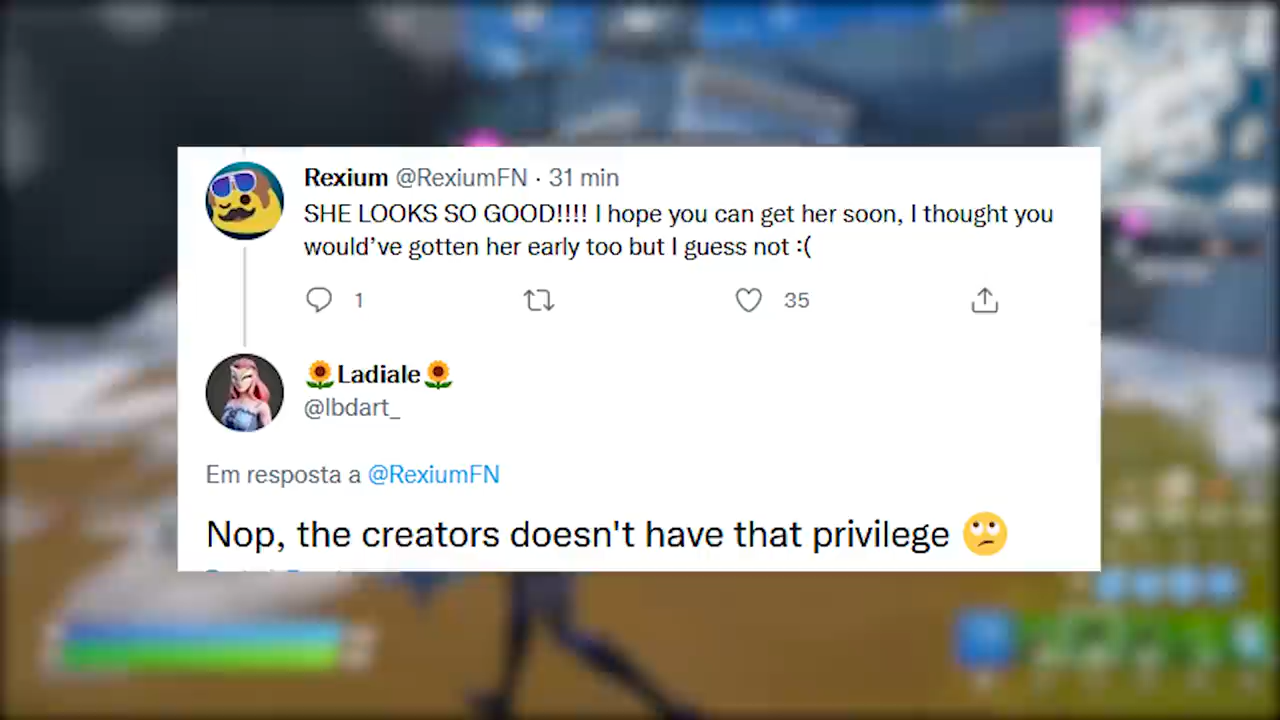 Rexium @RexiumFN · 31 min
SHE LOOKS SO GOOD!!!! I hope you can get her soon, I thought you
would’ve gotten her early too but I guess not :(
1 35
🌻Ladiale🌻
@lbdart_
Em resposta a @RexiumFN
Nop, the creators doesn't have that privilege 🙄